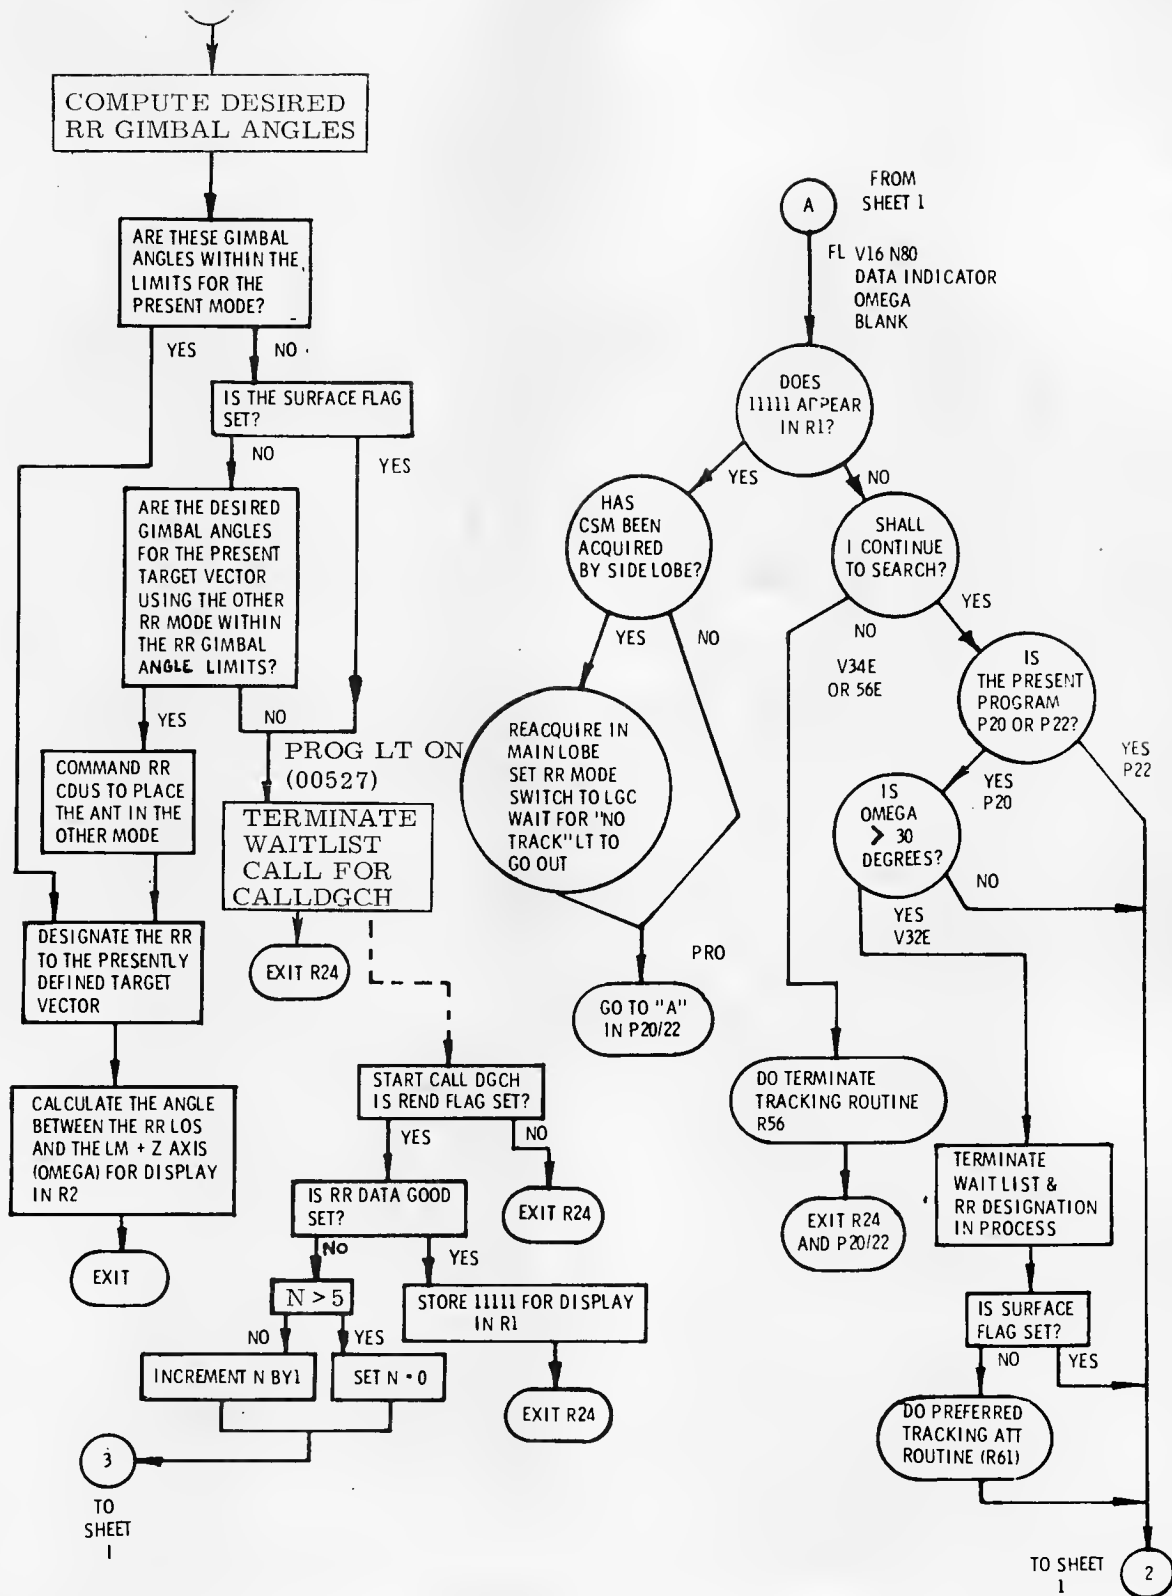 COMPUTE DESIRED
RR GIMBAL ANGLES
ARE THESE GIMBAL
ANGLES WITHIN THE
LIMITS FOR THE
PRESENT MODE?
YES
NO
IS THE SURFACE FLAG
SET?
NO
YES
ARE THE DESIRED
GIMBAL ANGLES
FOR THE PRESENT
TARGET VECTOR
USING THE OTHER
RR MODE WITHIN
THE RR GIMBAL
ANGLE LIMITS?
YES
NO
COMMAND RR
CDUS TO PLACE
THE ANT IN THE
OTHER MODE
PROG LT ON
(00527)
TERMINATE
WAITLIST
CALL FOR
CALLDGCH
EXIT R24
DESIGNATE THE RR
TO THE PRESENTLY
DEFINED TARGET
VECTOR
CALCULATE THE ANGLE
BETWEEN THE RR LOS
AND THE LM + Z AXIS
(OMEGA) FOR DISPLAY
IN R2
EXIT
START CALL DGCH
IS REND FLAG SET?
YES
NO
EXIT R24
IS RR DATA GOOD
SET?
NO
YES
N > 5
STORE 11111 FOR DISPLAY
IN R1
NO
YES
INCREMENT N BY1
SET N = 0
EXIT R24
3
TO
SHEET
1
A
FROM
SHEET 1
FL V16 N80
DATA INDICATOR
OMEGA
BLANK
DOES
11111 APPEAR
IN R1?
YES
NO
HAS
CSM BEEN
ACQUIRED
BY SIDE LOBE?
YES
NO
REACQUIRE IN
MAIN LOBE
SET RR MODE
SWITCH TO LGC
WAIT FOR "NO
TRACK" LT TO
GO OUT
PRO
GO TO "A"
IN P20/22
SHALL
I CONTINUE
TO SEARCH?
NO
YES
V34E
OR 56E
IS
THE PRESENT
PROGRAM
P20 OR P22?
YES
P20
YES
P22
IS
OMEGA
> 30
DEGREES?
NO
YES
V32E
DO TERMINATE
TRACKING ROUTINE
R56
EXIT R24
AND P20/22
TERMINATE
WAIT LIST &
RR DESIGNATION
IN PROCESS
IS SURFACE
FLAG SET?
NO
YES
DO PREFERRED
TRACKING ATT
ROUTINE (R61)
TO SHEET
1
2